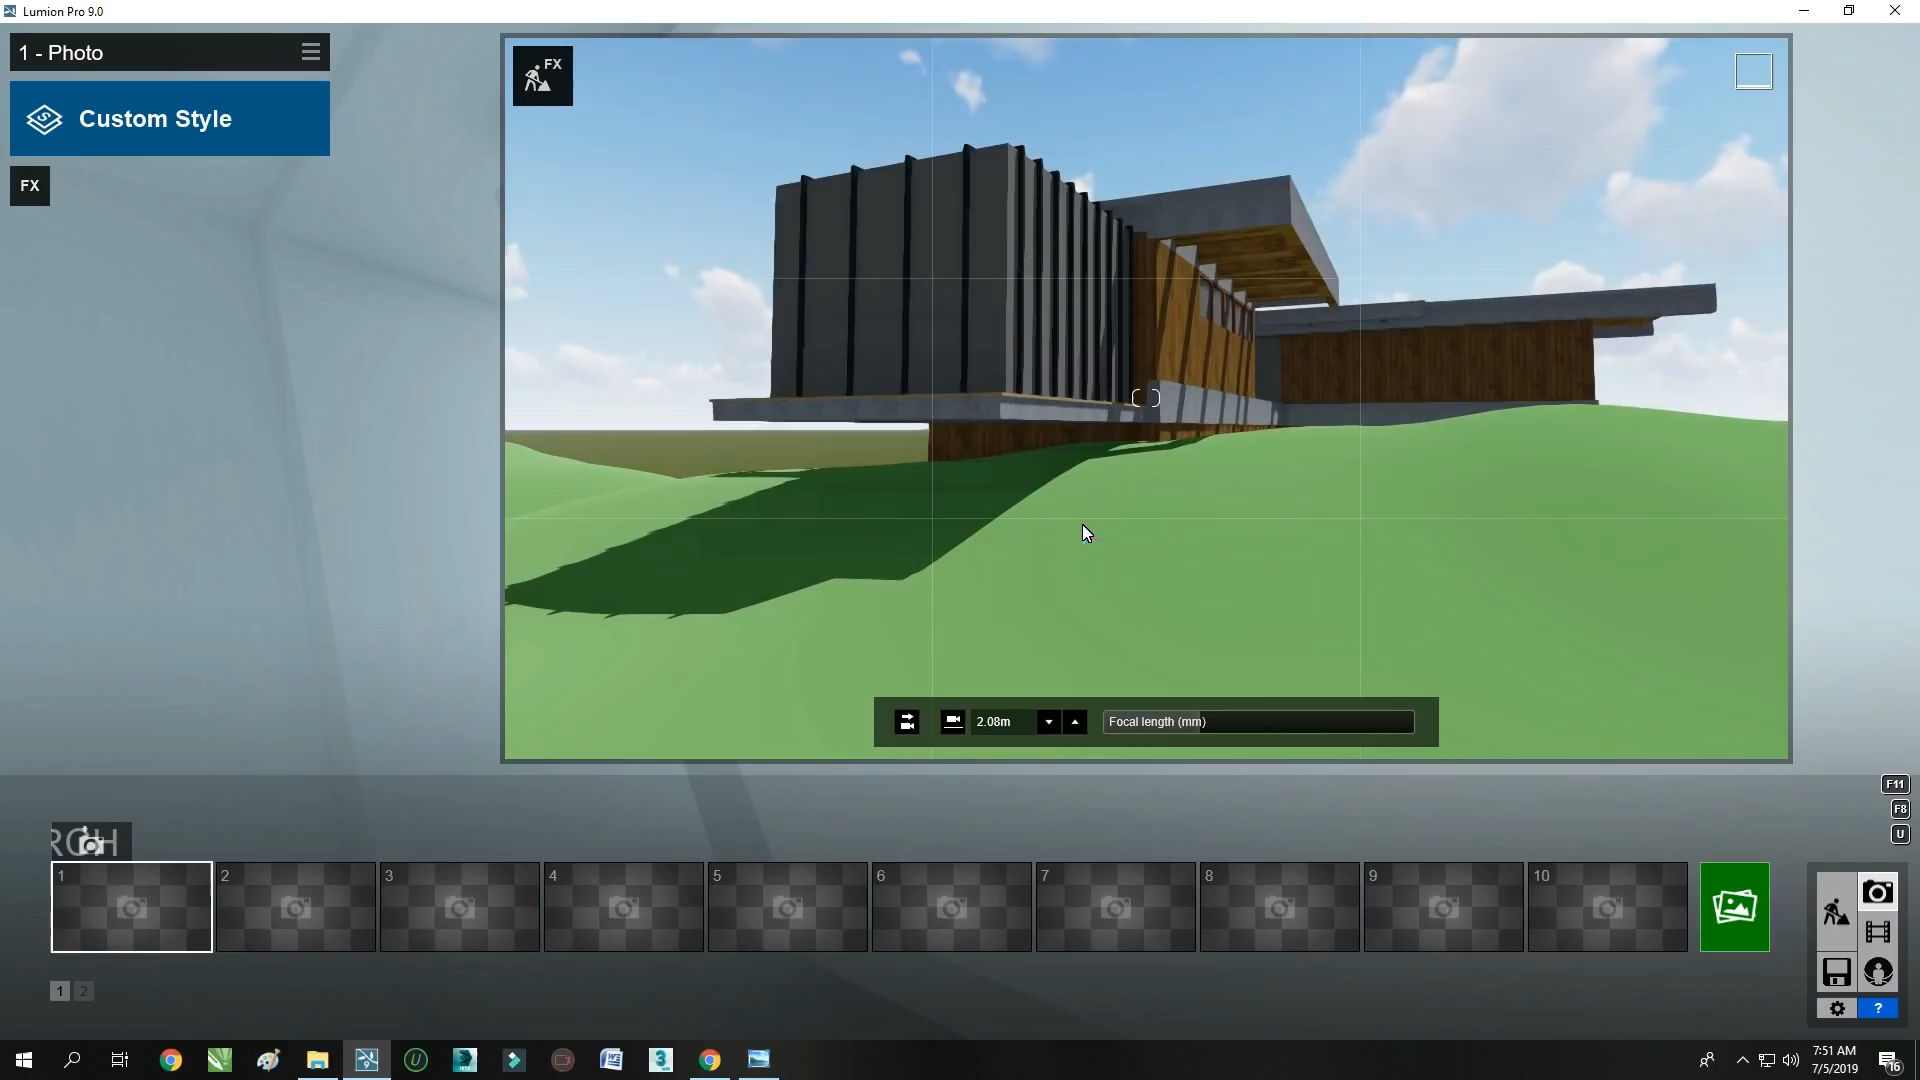 Lumion Pro 9.0
1 - Photo
Custom Style
FX
FX
2.08m
Focal length (mm)
F11
F8
U
1
2
3
4
5
6
7
8
9
10
1
2
?
7:51 AM
7/5/2019
16